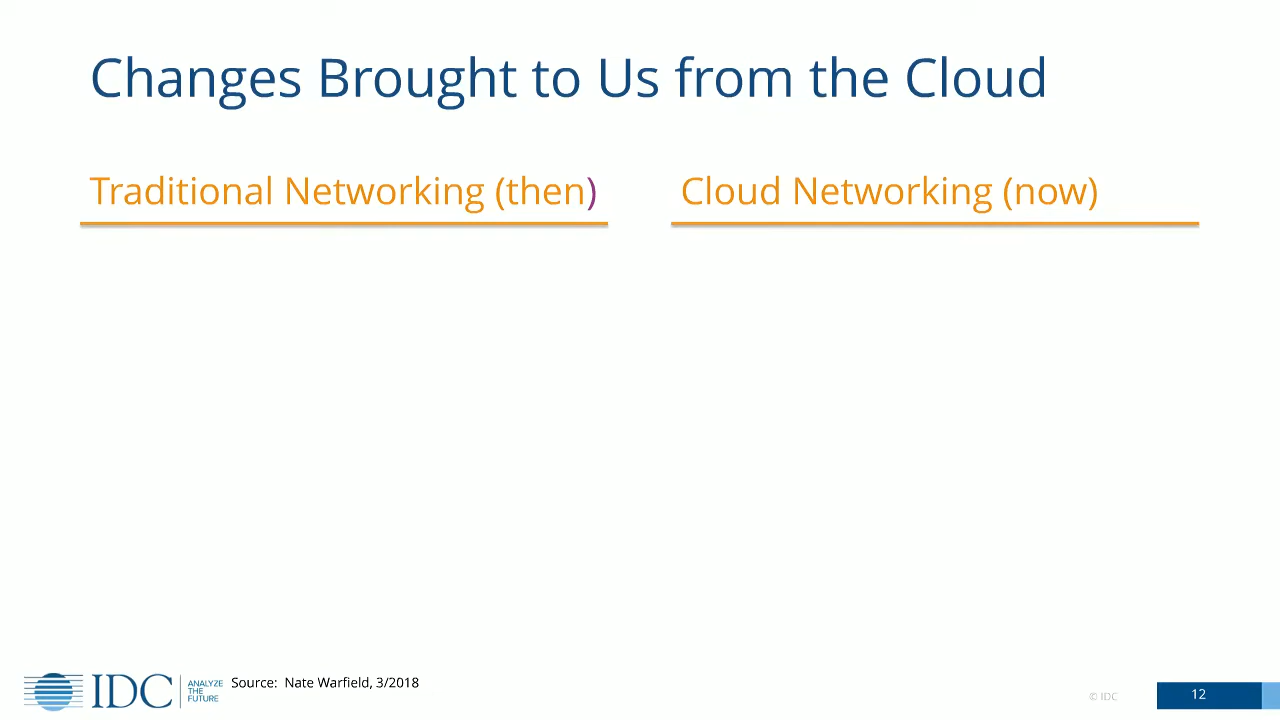 Changes Brought to Us from the Cloud
Traditional Networking (then)
Cloud Networking (now)
IDC
ANALYZE
THE
FUTURE
Source: Nate Warfield, 3/2018
© IDC
12